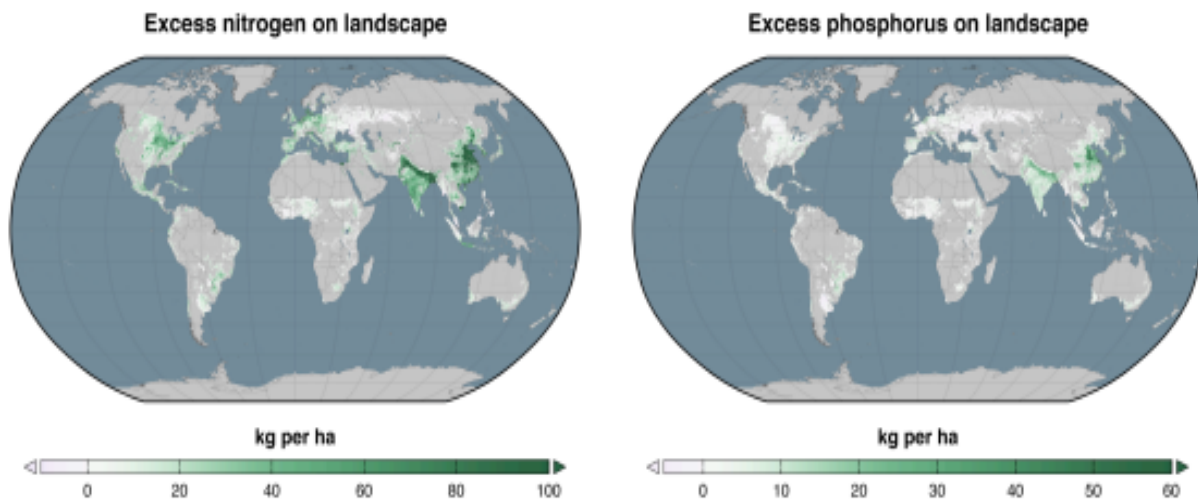 Excess nitrogen on landscape
Excess phosphorus on landscape
kg per ha
0 20 40 60 80 100
kg per ha
0 10 20 30 40 50 60